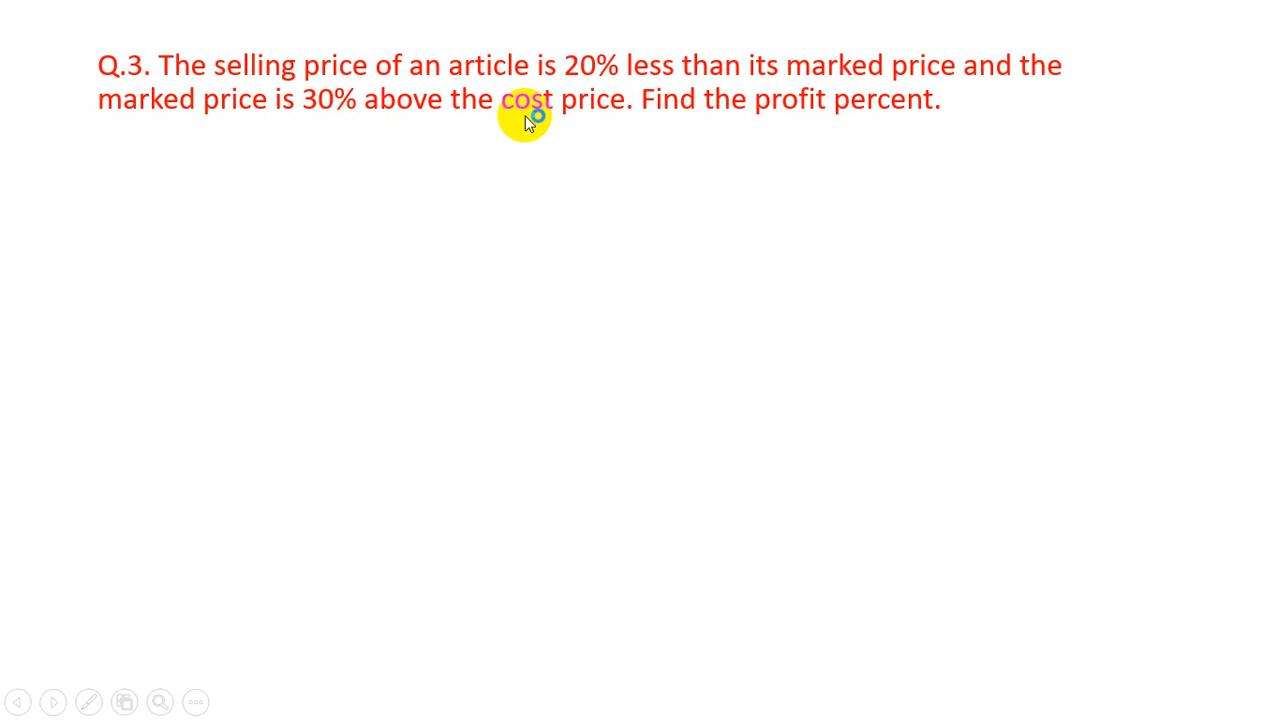 Q.3. The selling price of an article is 20% less than its marked price and the
marked price is 30% above the cost price. Find the profit percent.